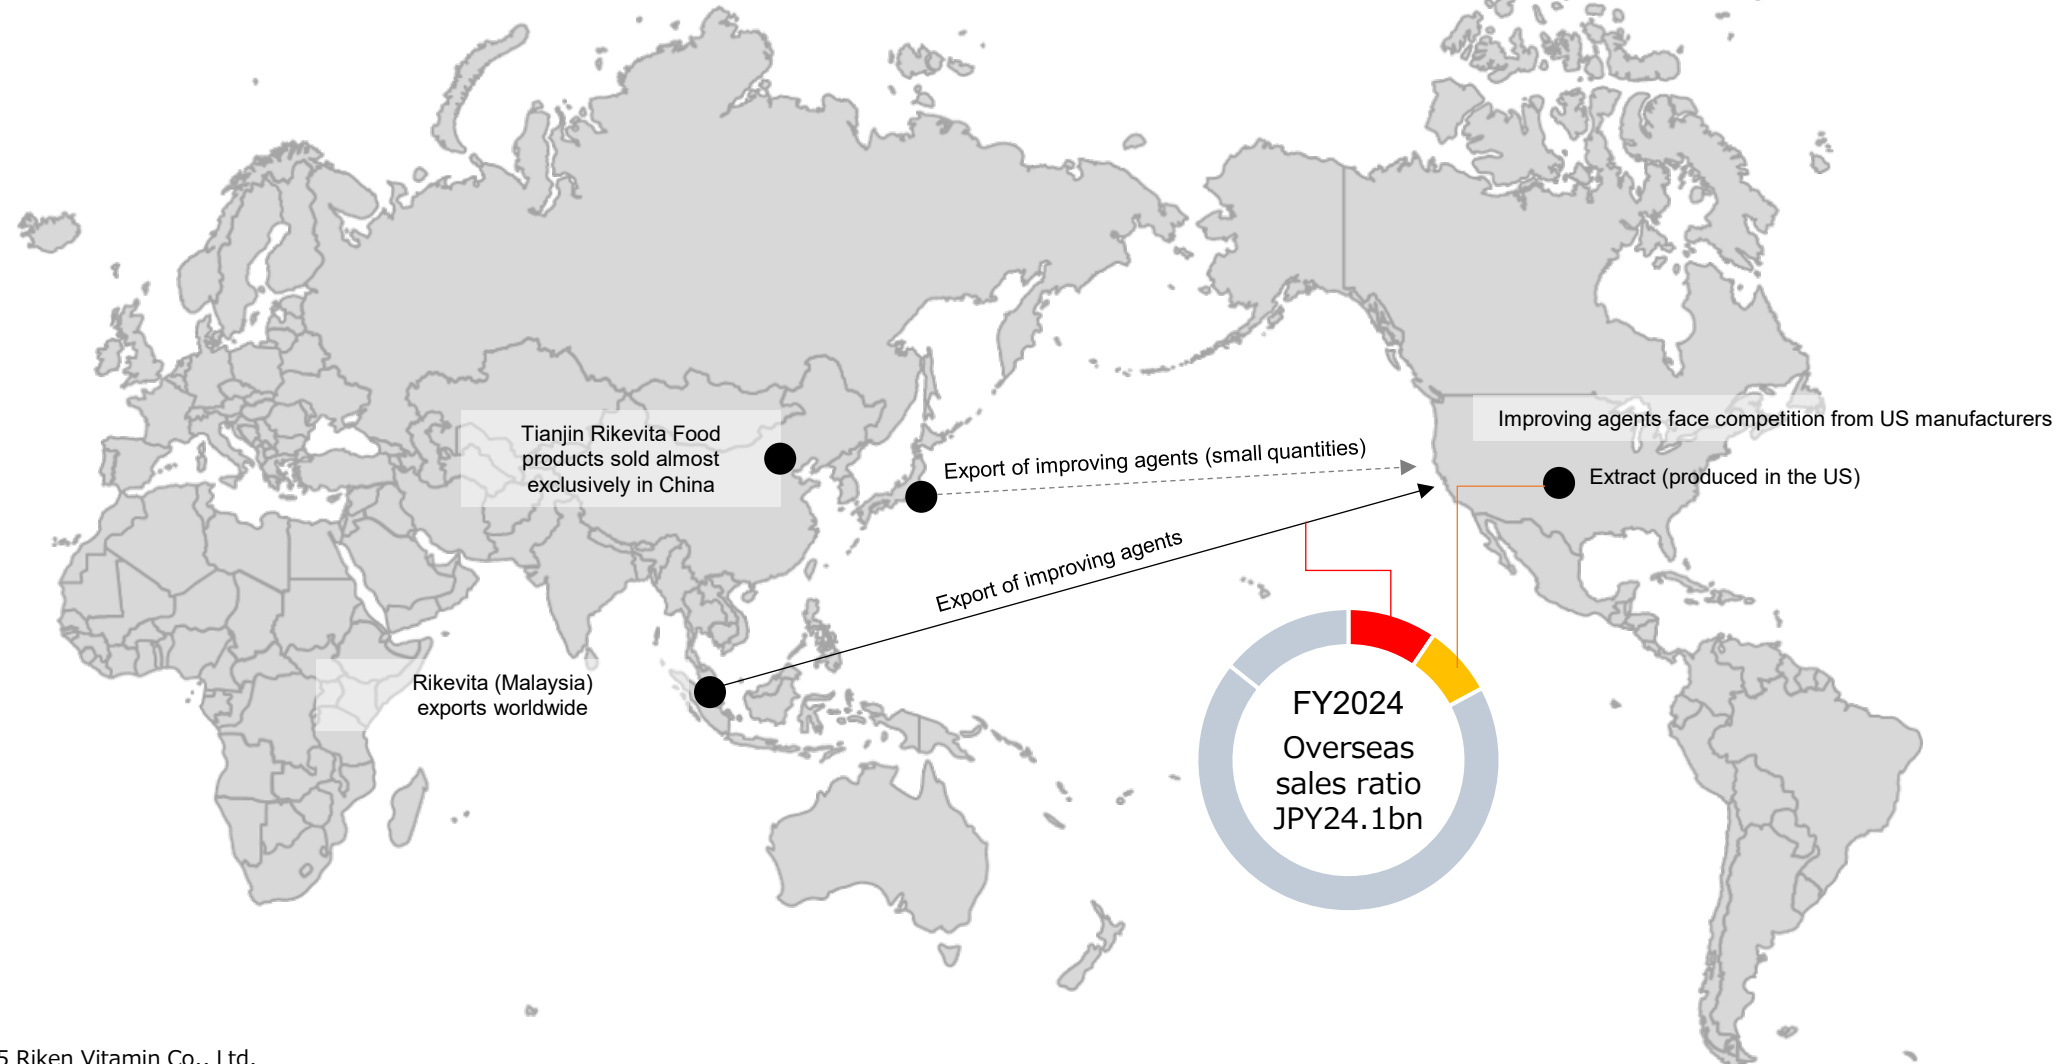 Tianjin Rikevita Food
products sold almost
exclusively in China
Export of improving agents (small quantities)
Improving agents face competition from US manufacturers
Extract (produced in the US)
Export of improving agents
Rikevita (Malaysia)
exports worldwide
FY2024
Overseas
sales ratio
JPY24.1bn
5 Riken Vitamin Co., Ltd.